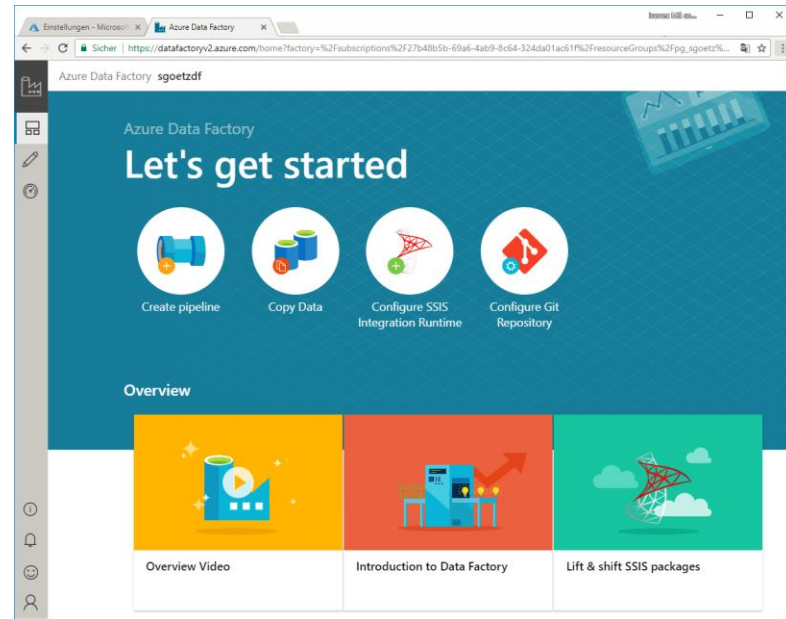 Einstellungen - Microsof
Azure Data Factory
Sicher | https://datafactoryv2.azure.com/home?factory=%2Fsubscriptions%2F27b48b5b-69a6-4ab9-8c64-324da01ac61f%2FresourceGroups%2Fpg_sgoetz%...
Azure Data Factory sgoetzdf
Azure Data Factory
Let's get started
Create pipeline
Copy Data
Configure SSIS
Integration Runtime
Configure Git
Repository
Overview
Overview Video
Introduction to Data Factory
Lift & shift SSIS packages